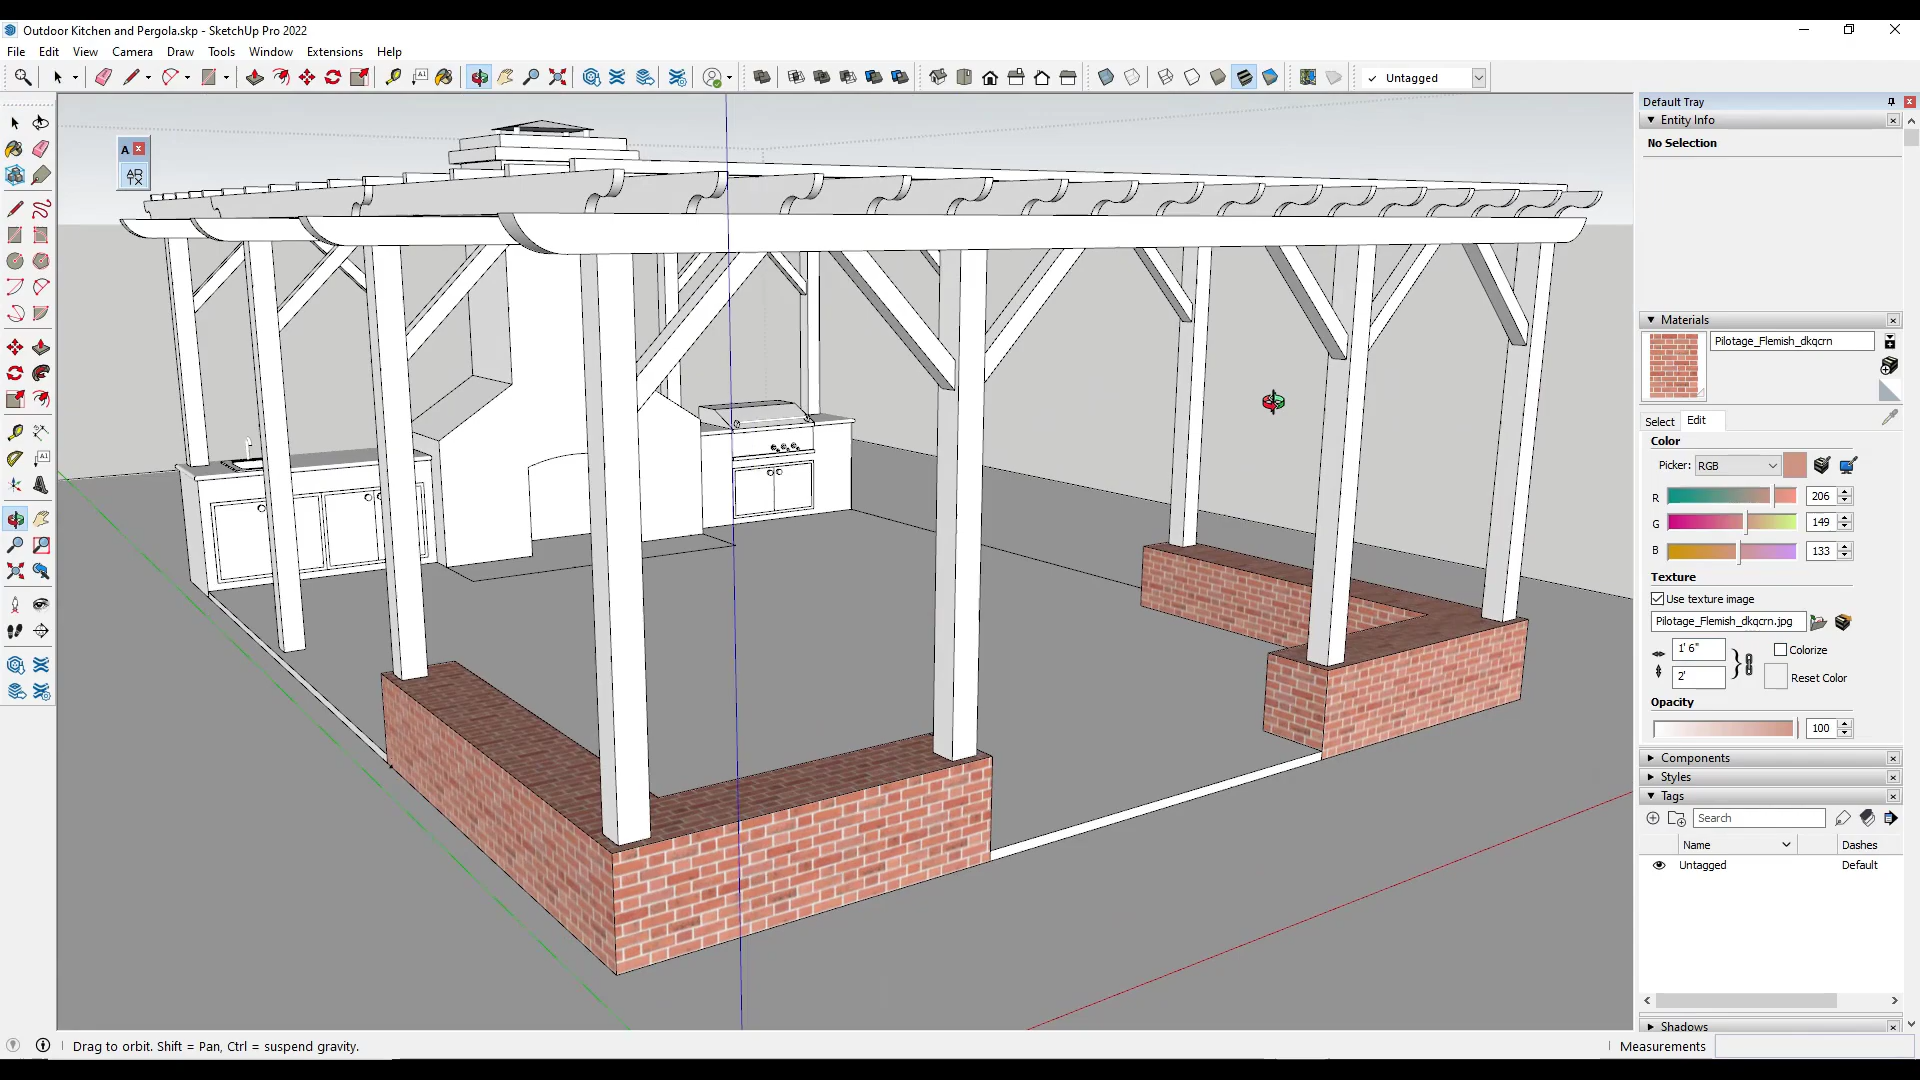 Outdoor Kitchen and Pergola.skp - SketchUp Pro 2022
File Edit View Camera Draw Tools Window Extensions Help
Untagged
A
AR
TX
Default Tray
Entity Info
No Selection
Materials
Pilotage_Flemish_dkqcrn
Select Edit
Color
Picker: RGB
R 206
G 149
B 133
Texture
Use texture image
Pilotage_Flemish_dkqcrn.jpg
1' 6"
Colorize
2'
Reset Color
Opacity
100
Components
Styles
Tags
Search
Name Dashes
Untagged Default
Shadows
Drag to orbit. Shift = Pan, Ctrl = suspend gravity.
Measurements